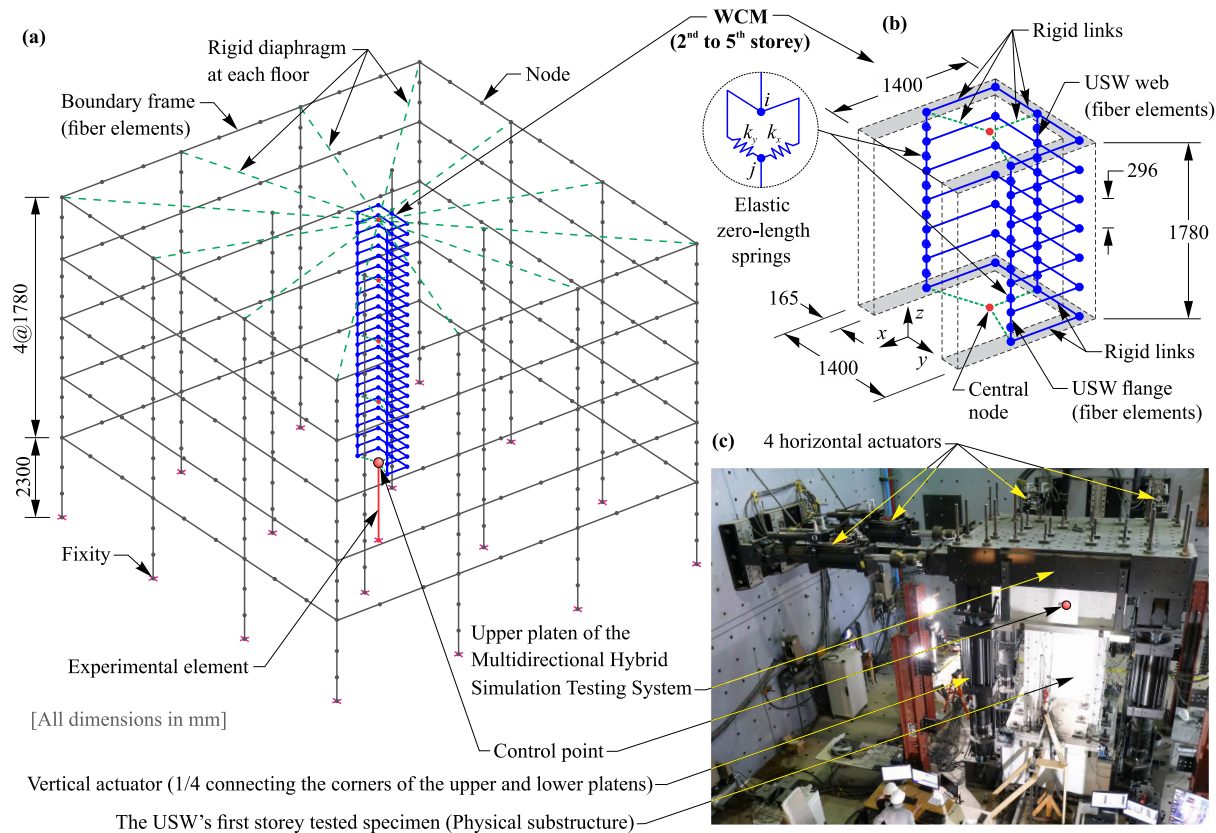 (a)
Rigid diaphragm
at each floor
Boundary frame
(fiber elements)
Node
WCM
(2nd to 5th storey)
4@1780
2300
Fixity
Experimental element
[All dimensions in mm]
Upper platen of the
Multidirectional Hybrid
Simulation Testing System
Control point
Vertical actuator (1/4 connecting the corners of the upper and lower platens)
The USW's first storey tested specimen (Physical substructure)
(b)
Rigid links
1400
USW web
(fiber elements)
i
ky kx
j
Elastic
zero-length
springs
296
1780
165
1400
z
x
y
Rigid links
Central
node
USW flange
(fiber elements)
(c)
4 horizontal actuators